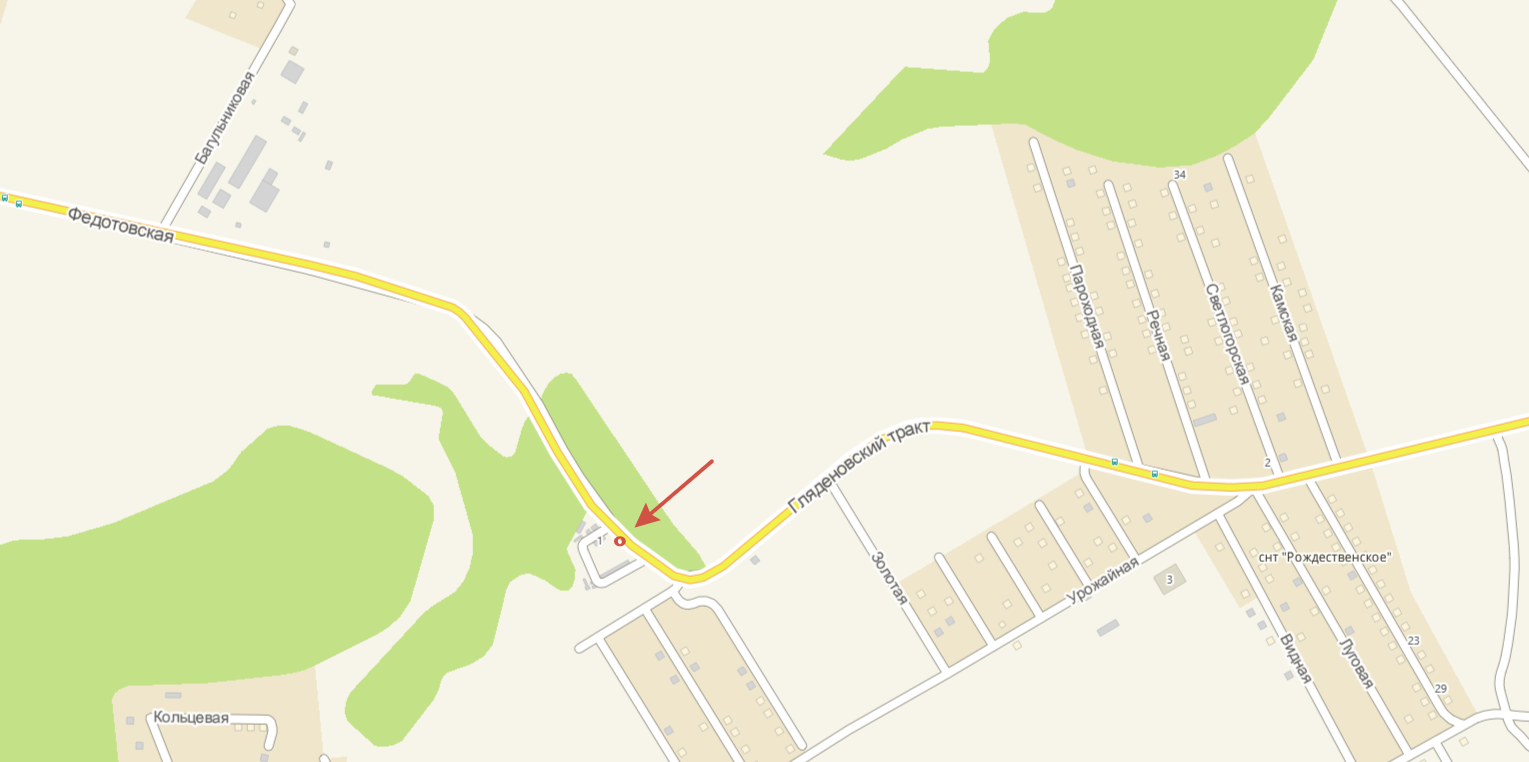 Багульниковая
Федотовская
34
Пароходная
Речная
Светлогорская
Камская
Гляденовский тракт
2
1
Золотая
Урожайная
3
снт "Рождественское"
Видная
Луговая
23
29
Кольцевая